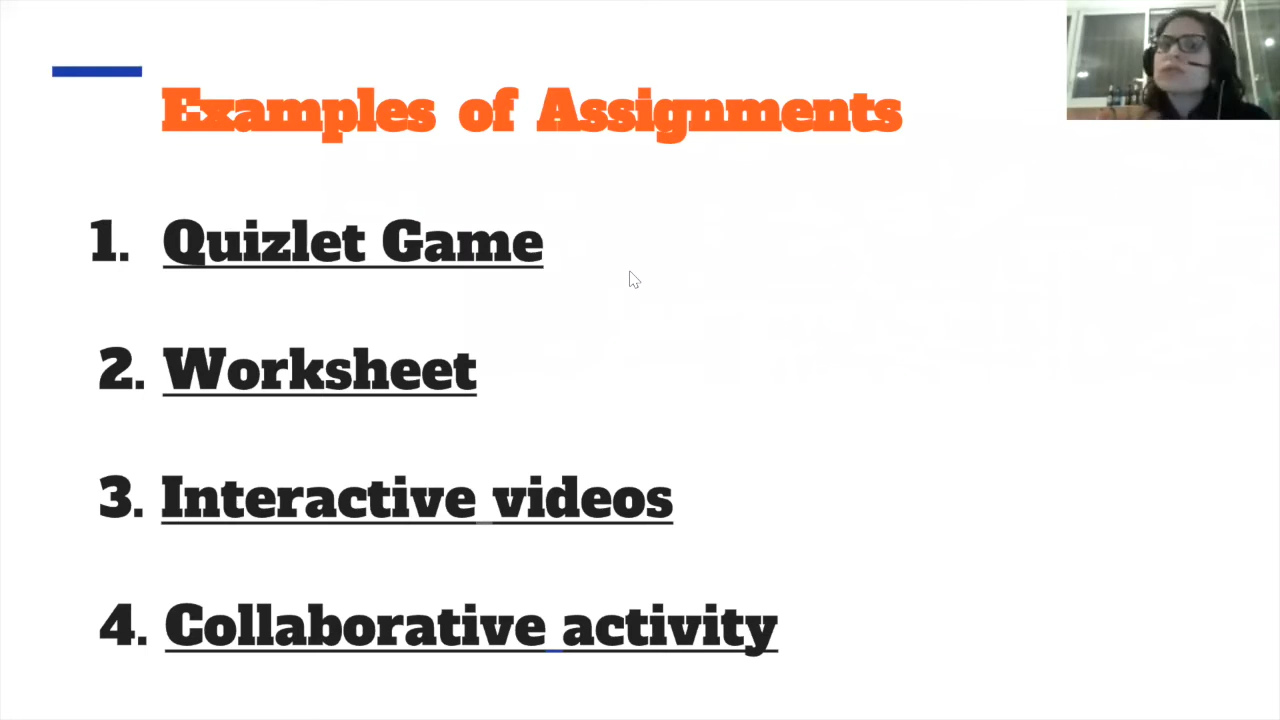 Examples of Assignments
1. Quizlet Game
2. Worksheet
3. Interactive videos
4. Collaborative activity